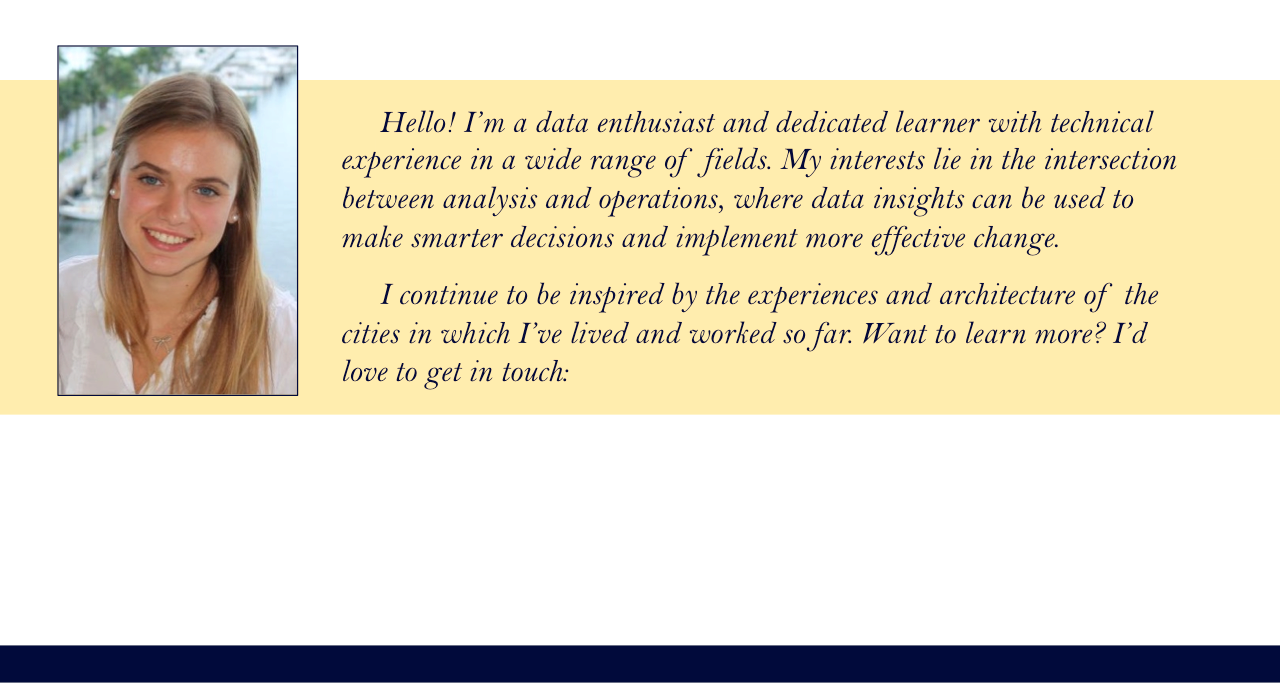 Hello! I'm a data enthusiast and dedicated learner with technical
experience in a wide range of fields. My interests lie in the intersection
between analysis and operations, where data insights can be used to
make smarter decisions and implement more effective change.
I continue to be inspired by the experiences and architecture of the
cities in which I've lived and worked so far. Want to learn more? I'd
love to get in touch: